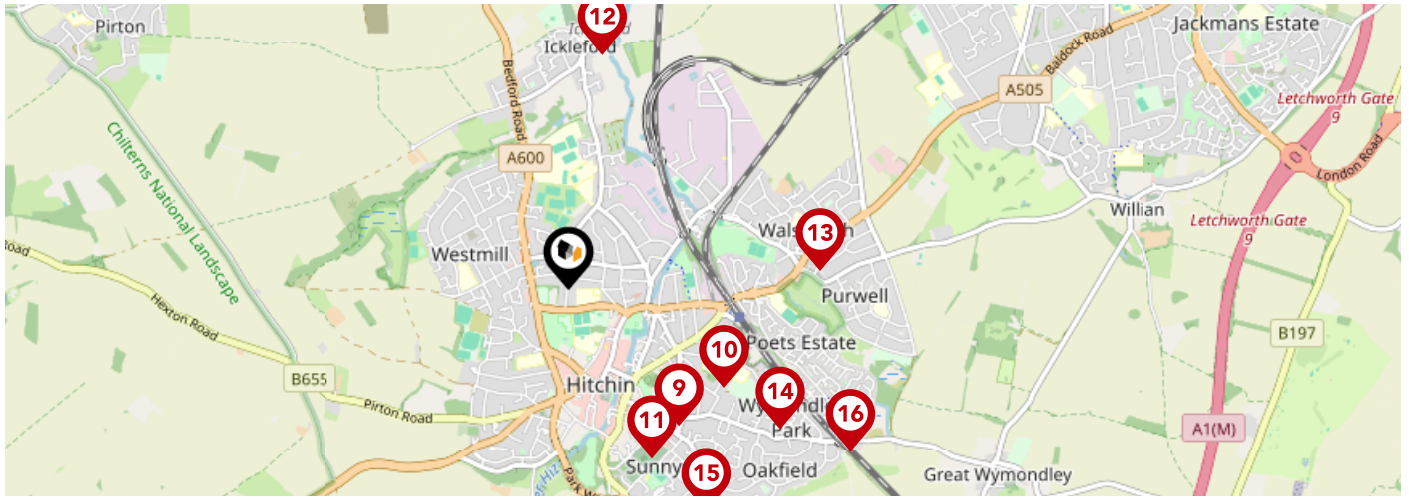 Pirton
12
Ickleford
Jackmans Estate
Baldock Road
A505
Letchworth Gate
9
Bedford Road
A600
London Road
Chilterns National Landscape
Willian
Letchworth Gate
9
13
Westmill
Purwell
Hexton Road
B197
10
Poets Estate
B655
Hitchin
9
14
16
Pirton Road
11
Park
A1(M)
Sunny
15
Oakfield
Great Wymondley